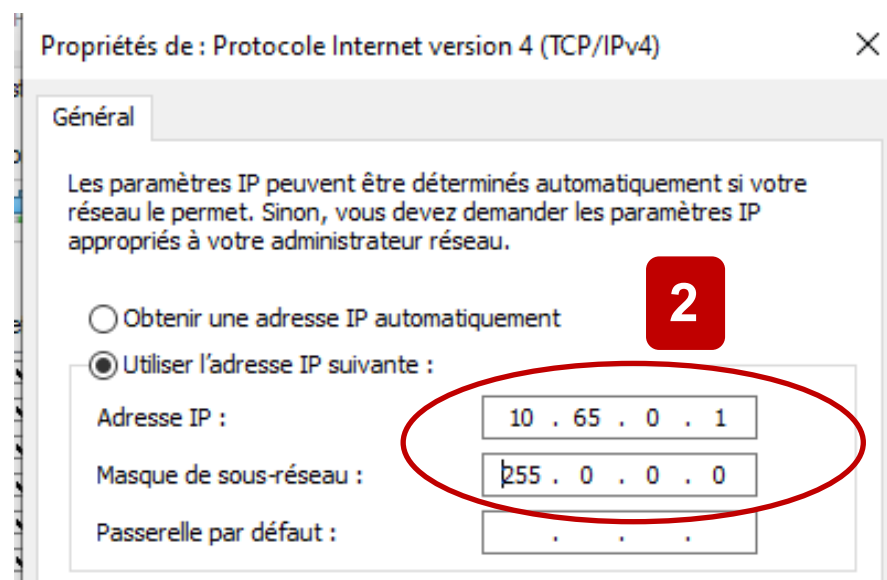 Propriétés de : Protocole Internet version 4 (TCP/IPv4)
Général
Les paramètres IP peuvent être déterminés automatiquement si votre
réseau le permet. Sinon, vous devez demander les paramètres IP
appropriés à votre administrateur réseau.
2
Obtenir une adresse IP automatiquement
Utiliser l'adresse IP suivante :
Adresse IP : 10 . 65 . 0 . 1
Masque de sous-réseau : 255 . 0 . 0 . 0
Passerelle par défaut : . . .